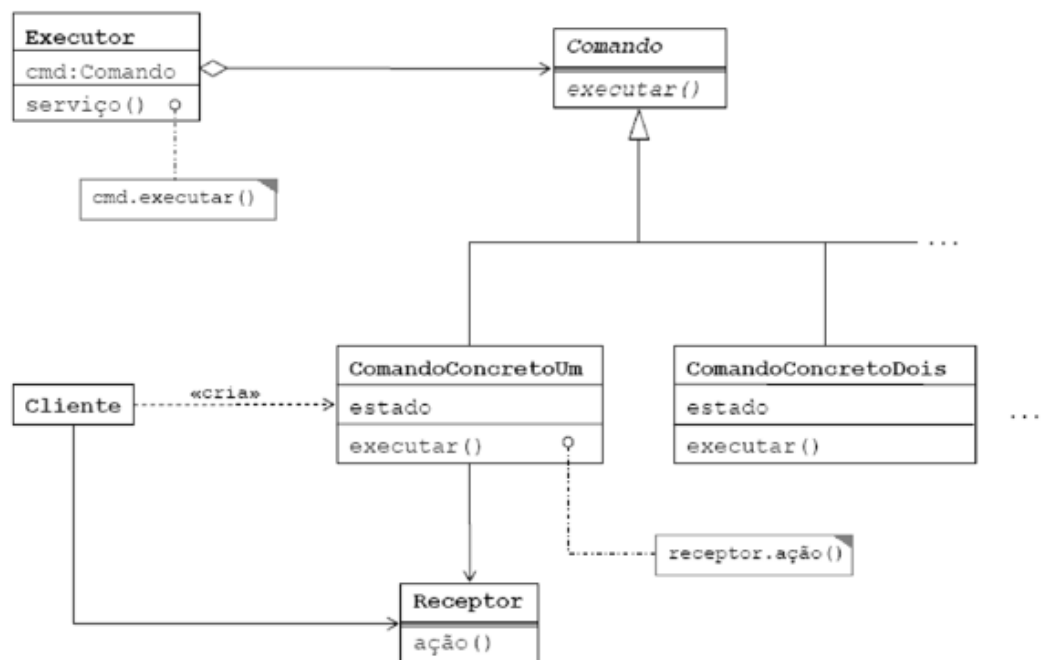 Executor
cmd:Comando
serviço()
cmd.executar()
Comando
executar()
...
ComandoConcretoUm
estado
executar()
ComandoConcretoDois
estado
executar()
...
Cliente
«cria»
receptor.ação()
Receptor
ação()